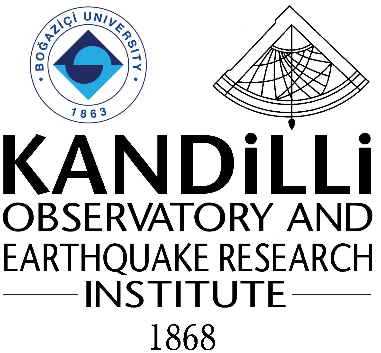 • BOĞAZİÇİ UNIVERSITY •
1863
KANDiLLi
OBSERVATORY AND
EARTHQUAKE RESEARCH
INSTITUTE
1868